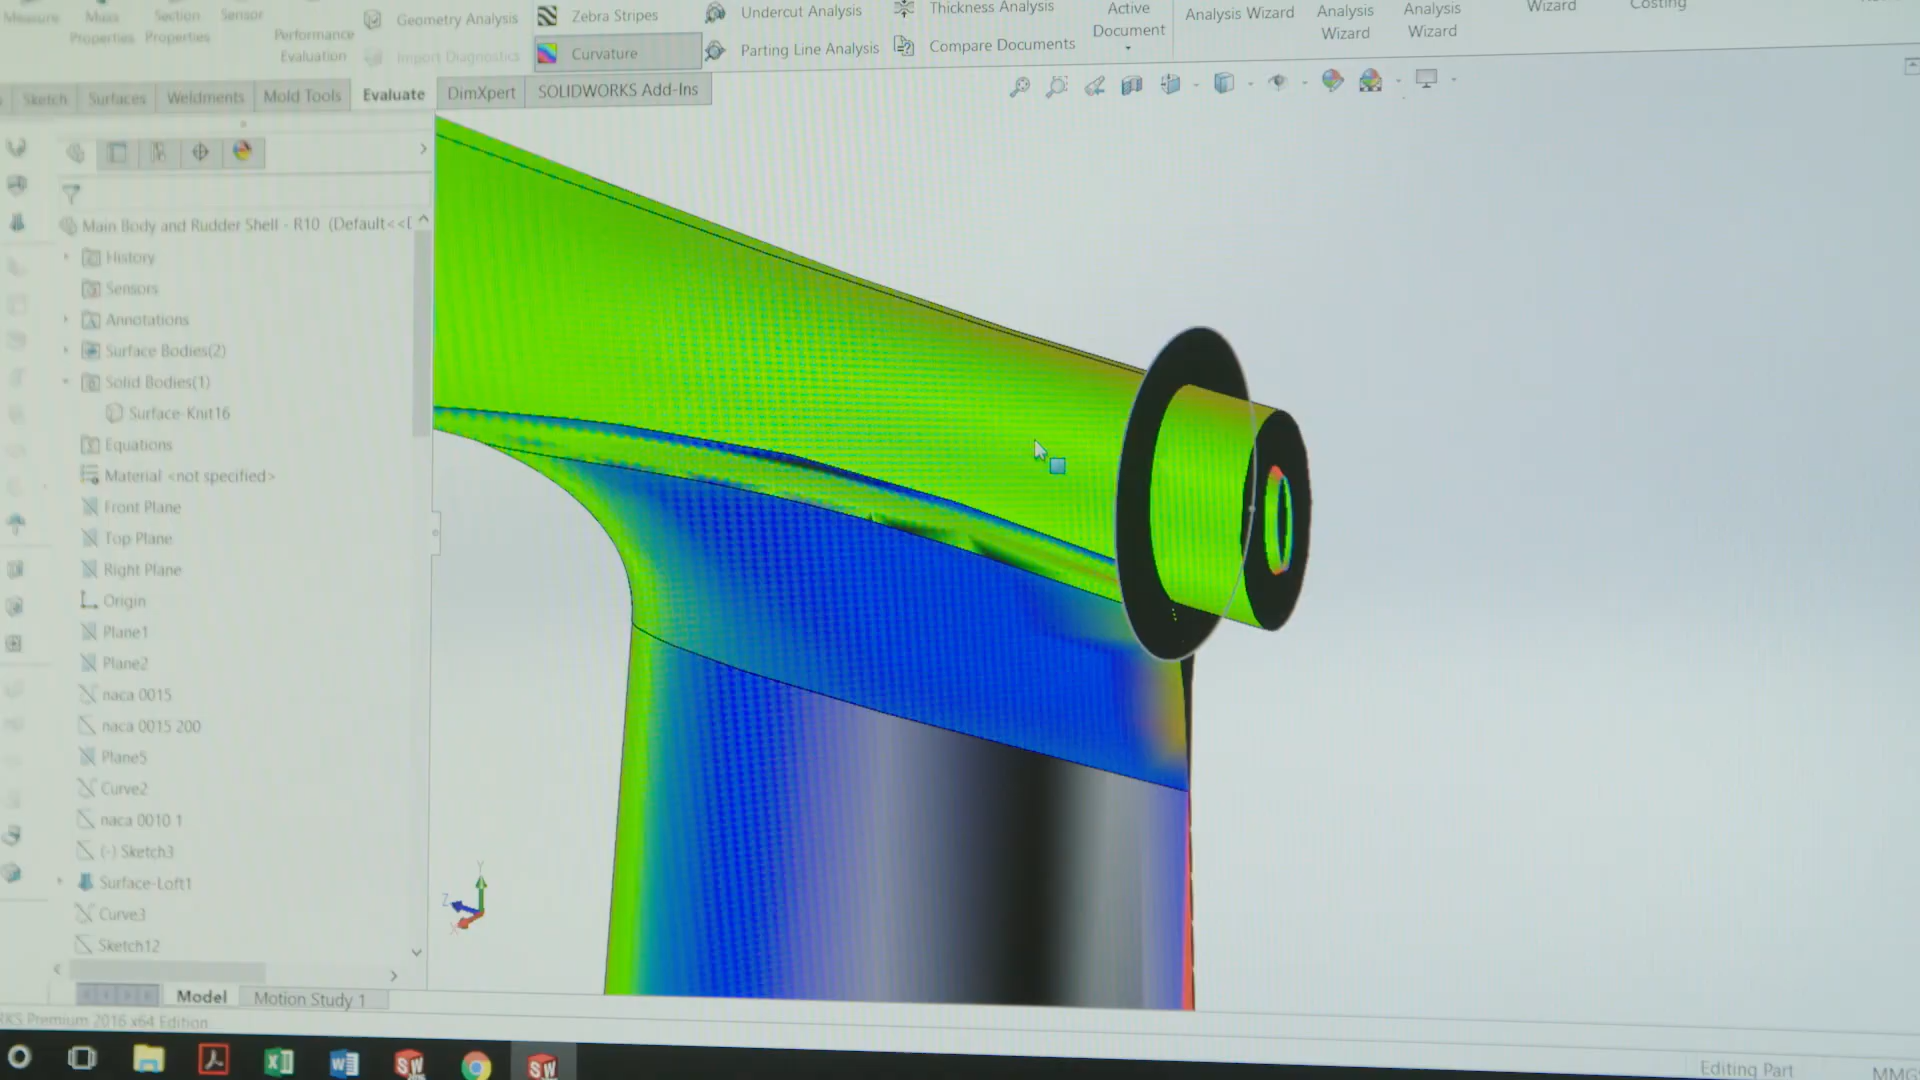 Measure
Mass
Properties
Section
Properties
Sensor
Performance
Evaluation
Geometry Analysis
Import Diagnostics
Zebra Stripes
Curvature
Undercut Analysis
Parting Line Analysis
Thickness Analysis
Compare Documents
Active
Document
Analysis Wizard
Analysis
Wizard
Analysis
Wizard
Wizard
Costing
Sketch
Surfaces
Weldments
Mold Tools
Evaluate
DimXpert
SOLIDWORKS Add-Ins
Main Body and Rudder Shell - R10 (Default<<[
History
Sensors
Annotations
Surface Bodies(2)
Solid Bodies(1)
Surface-Knit16
Equations
Material <not specified>
Front Plane
Top Plane
Right Plane
Origin
Plane1
Plane2
naca 0015
naca 0015 200
Plane5
Curve2
naca 0010 1
(-) Sketch3
Surface-Loft1
Curve3
Sketch12
Y
Z
X
Model
Motion Study 1
RKS Premium 2016 x64 Edition
Editing Part
MMGS
SW
SW